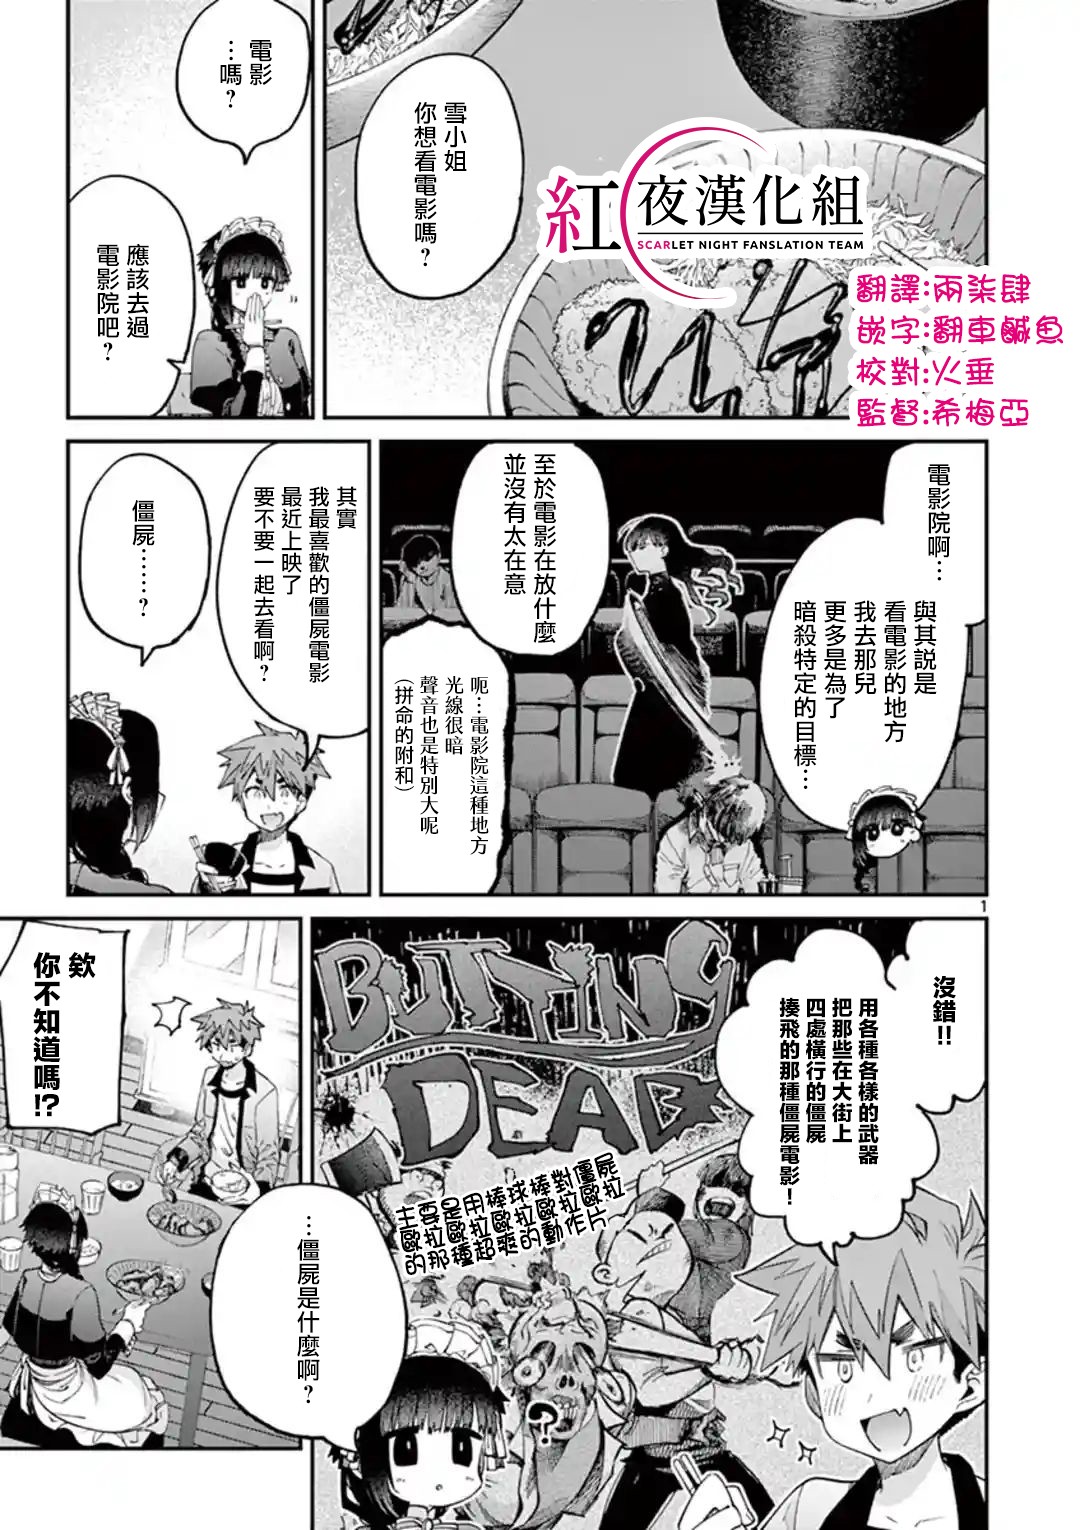 雪小姐
你想看電影嗎?
電影
…嗎?
應該去過
電影院吧?
紅夜漢化組
SCARLET NIGHT FANSLATION TEAM
翻譯:兩柒肆
嵌字:翻車鹹魚
校對:火垂
監督:希梅亞
電影院啊…
與其説是
看電影的地方
我去那兒
更多是為了
暗殺特定的目標…
至於電影在放什麼
並沒有太在意
呃…電影院這種地方
光線很暗
聲音也是特別大呢
(拼命的附和)
其實
我最喜歡的僵屍電影
最近上映了
要不要一起去看啊?
僵屍……?
1
沒錯!!
用各種各樣的武器
把那些在大街上
四處橫行的僵屍
揍飛的那種僵屍電影!
BUTTING
DEAD
主要是用棒球棒對僵屍
歐拉歐拉歐拉歐拉歐拉
的那種超爽的動作片
?
…僵屍是什麼啊?
欸
你不知道嗎!?